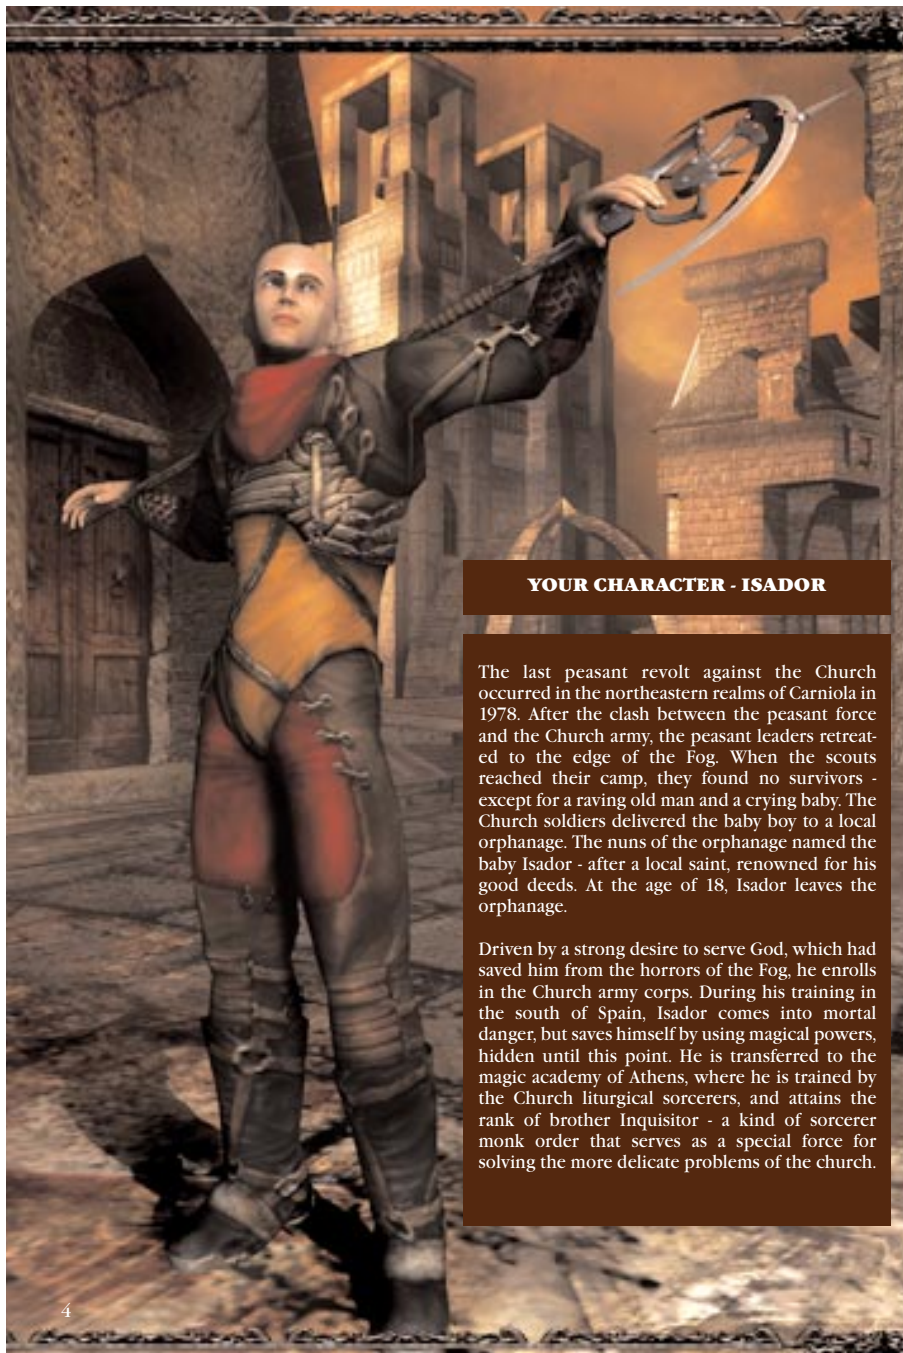 YOUR CHARACTER - ISADOR
The last peasant revolt against the Church
occurred in the northeastern realms of Carniola in
1978. After the clash between the peasant force
and the Church army, the peasant leaders retreat-
ed to the edge of the Fog. When the scouts
reached their camp, they found no survivors -
except for a raving old man and a crying baby. The
Church soldiers delivered the baby boy to a local
orphanage. The nuns of the orphanage named the
baby Isador - after a local saint, renowned for his
good deeds. At the age of 18, Isador leaves the
orphanage.
Driven by a strong desire to serve God, which had
saved him from the horrors of the Fog, he enrolls
in the Church army corps. During his training in
the south of Spain, Isador comes into mortal
danger, but saves himself by using magical powers,
hidden until this point. He is transferred to the
magic academy of Athens, where he is trained by
the Church liturgical sorcerers, and attains the
rank of brother Inquisitor - a kind of sorcerer
monk order that serves as a special force for
solving the more delicate problems of the church.
4